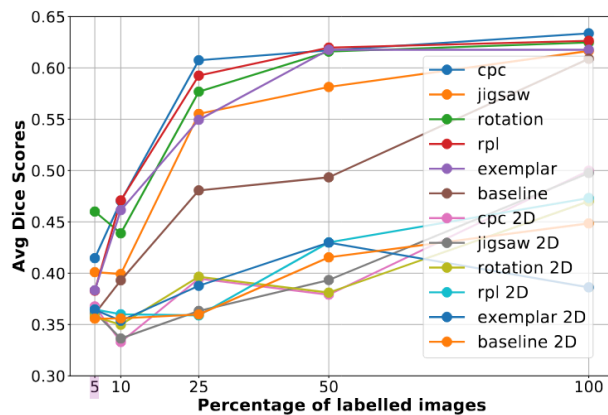 0.65
0.60
0.55
0.50
0.45
0.40
0.35
0.30
Avg Dice Scores
cpc
jigsaw
rotation
rpl
exemplar
baseline
cpc 2D
jigsaw 2D
rotation 2D
rpl 2D
exemplar 2D
baseline 2D
5 10 25 50 100
Percentage of labelled images